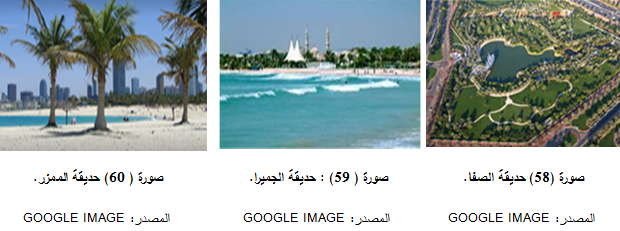 صورة (58) حديقة الصفا.
المصدر: GOOGLE IMAGE
صورة ( 59) : حديقة الجميرا.
المصدر: GOOGLE IMAGE
صورة ( 60) حديقة الممزر.
المصدر: GOOGLE IMAGE